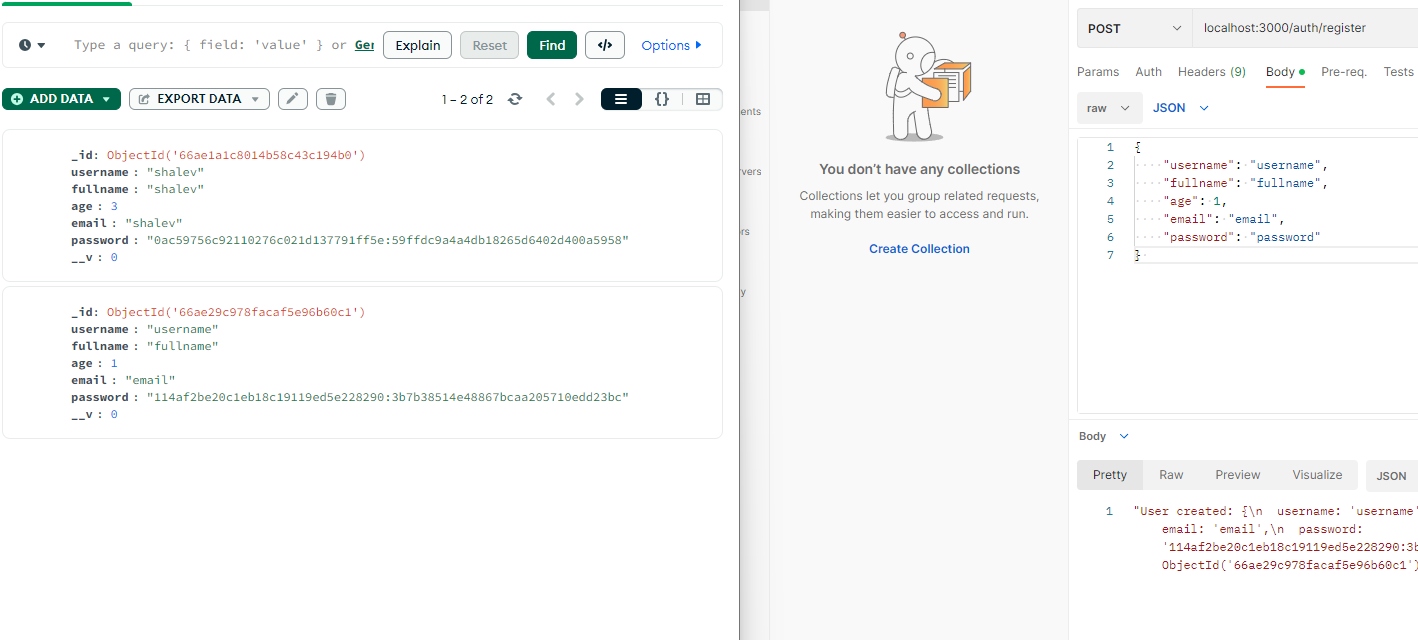 Type a query: { field: 'value' } or Ger
Explain
Reset
Find
</>
Options
ADD DATA
EXPORT DATA
1 – 2 of 2
{}
_id: ObjectId('66ae1a1c8014b58c43c194b0')
username : "shalev"
fullname : "shalev"
age : 3
email : "shalev"
password : "0ac59756c92110276c021d137791ff5e:59ffdc9a4a4db18265d6402d400a5958"
__v : 0
_id: ObjectId('66ae29c978facaf5e96b60c1')
username : "username"
fullname : "fullname"
age : 1
email : "email"
password : "114af2be20c1eb18c19119ed5e228290:3b7b38514e48867bcaa205710edd23bc"
__v : 0
ents
vers
rs
y
You don't have any collections
Collections let you group related requests,
making them easier to access and run.
Create Collection
POST
localhost:3000/auth/register
Params
Auth
Headers (9)
Body
Pre-req.
Tests
raw
JSON
1 {
2 "username": "username",
3 "fullname": "fullname",
4 "age": 1,
5 "email": "email",
6 "password": "password"
7 }
Body
Pretty
Raw
Preview
Visualize
JSON
1 "User created: {\n  username: 'username'
email: 'email',\n  password:
'114af2be20c1eb18c19119ed5e228290:3b
ObjectId('66ae29c978facaf5e96b60c1')